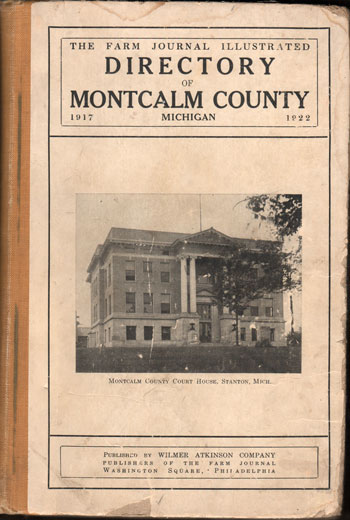 THE FARM JOURNAL ILLUSTRATED
DIRECTORY
OF
MONTCALM COUNTY
1917 MICHIGAN 1922
MONTCALM COUNTY COURT HOUSE, STANTON, MICH.
PUBLISHED BY WILMER ATKINSON COMPANY
PUBLISHERS OF THE FARM JOURNAL
WASHINGTON SQUARE, PHILADELPHIA